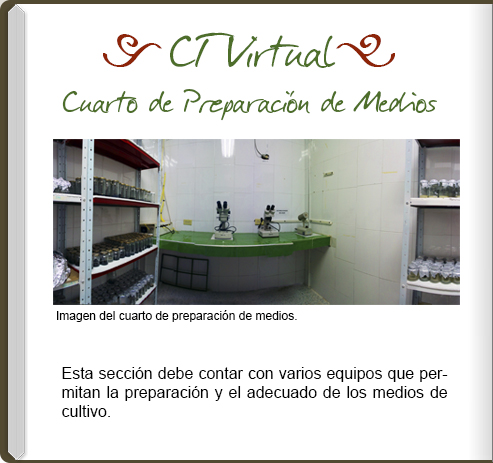 CT Virtual
Cuarto de Preparación de Medios
Imagen del cuarto de preparación de medios.
Esta sección debe contar con varios equipos que per-
mitan la preparación y el adecuado de los medios de
cultivo.